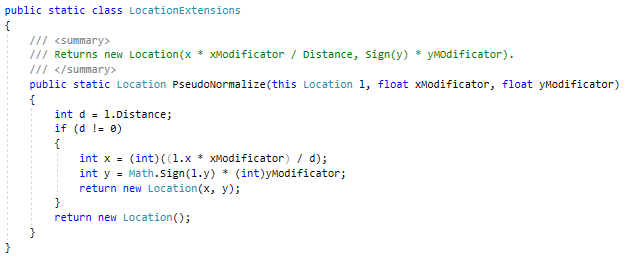 public static class LocationExtensions
{
/// <summary>
/// Returns new Location(x * xModificator / Distance, Sign(y) * yMOdificator).
/// </summary>
public static Location PseudoNormalize(this Location l, float xModificator, float yModificator)
{
int d = l.Distance;
if (d != 0)
{
int x = (int)((l.x * xModificator) / d);
int y = Math.Sign(l.y) * (int)yModificator;
return new Location(x, y);
}
return new Location();
}
}